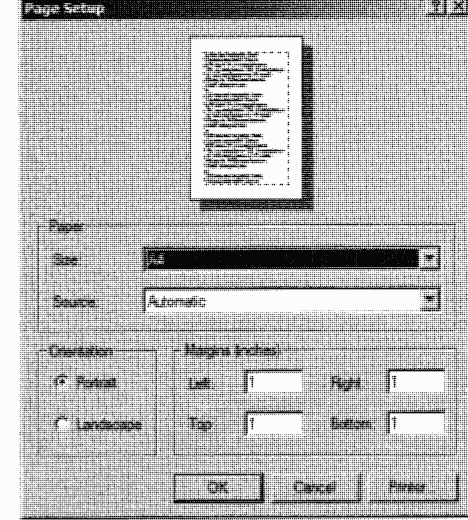 Page Setup
Paper
Size: A4
Source: Automatic
Orientation
Portrait
Landscape
Margins (inches)
Left: 1 Right: 1
Top: 1 Bottom: 1
OK Cancel Printer...